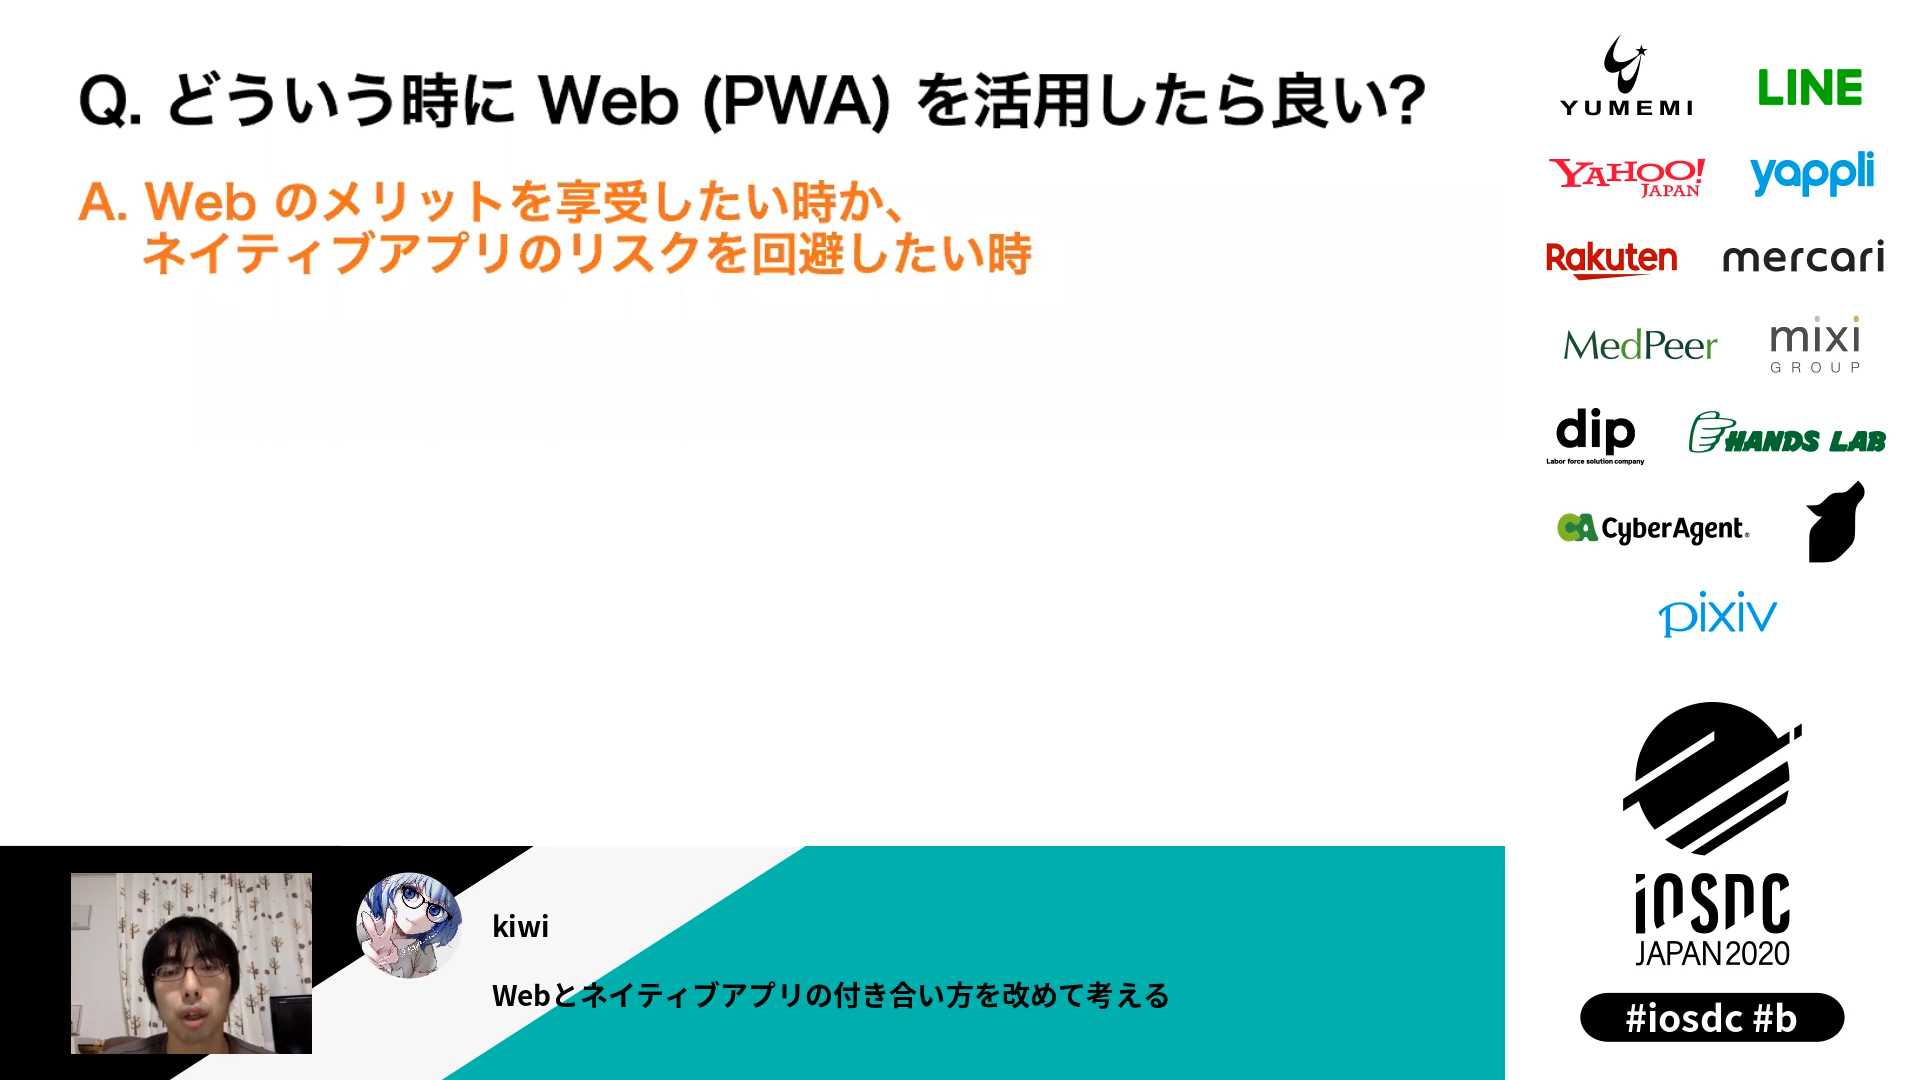 Q. どういう時に Web (PWA) を活用したら良い?
A. Web のメリットを享受したい時か、
ネイティブアプリのリスクを回避したい時
YUMEMI
LINE
YAHOO!
JAPAN
yappli
Rakuten
mercari
MedPeer
mixi
GROUP
dip
Labor force solution company
HANDS LAB
CyberAgent®
pixiv
iOSDC
JAPAN 2020
#iosdc #b
kiwi
Webとネイティブアプリの付き合い方を改めて考える